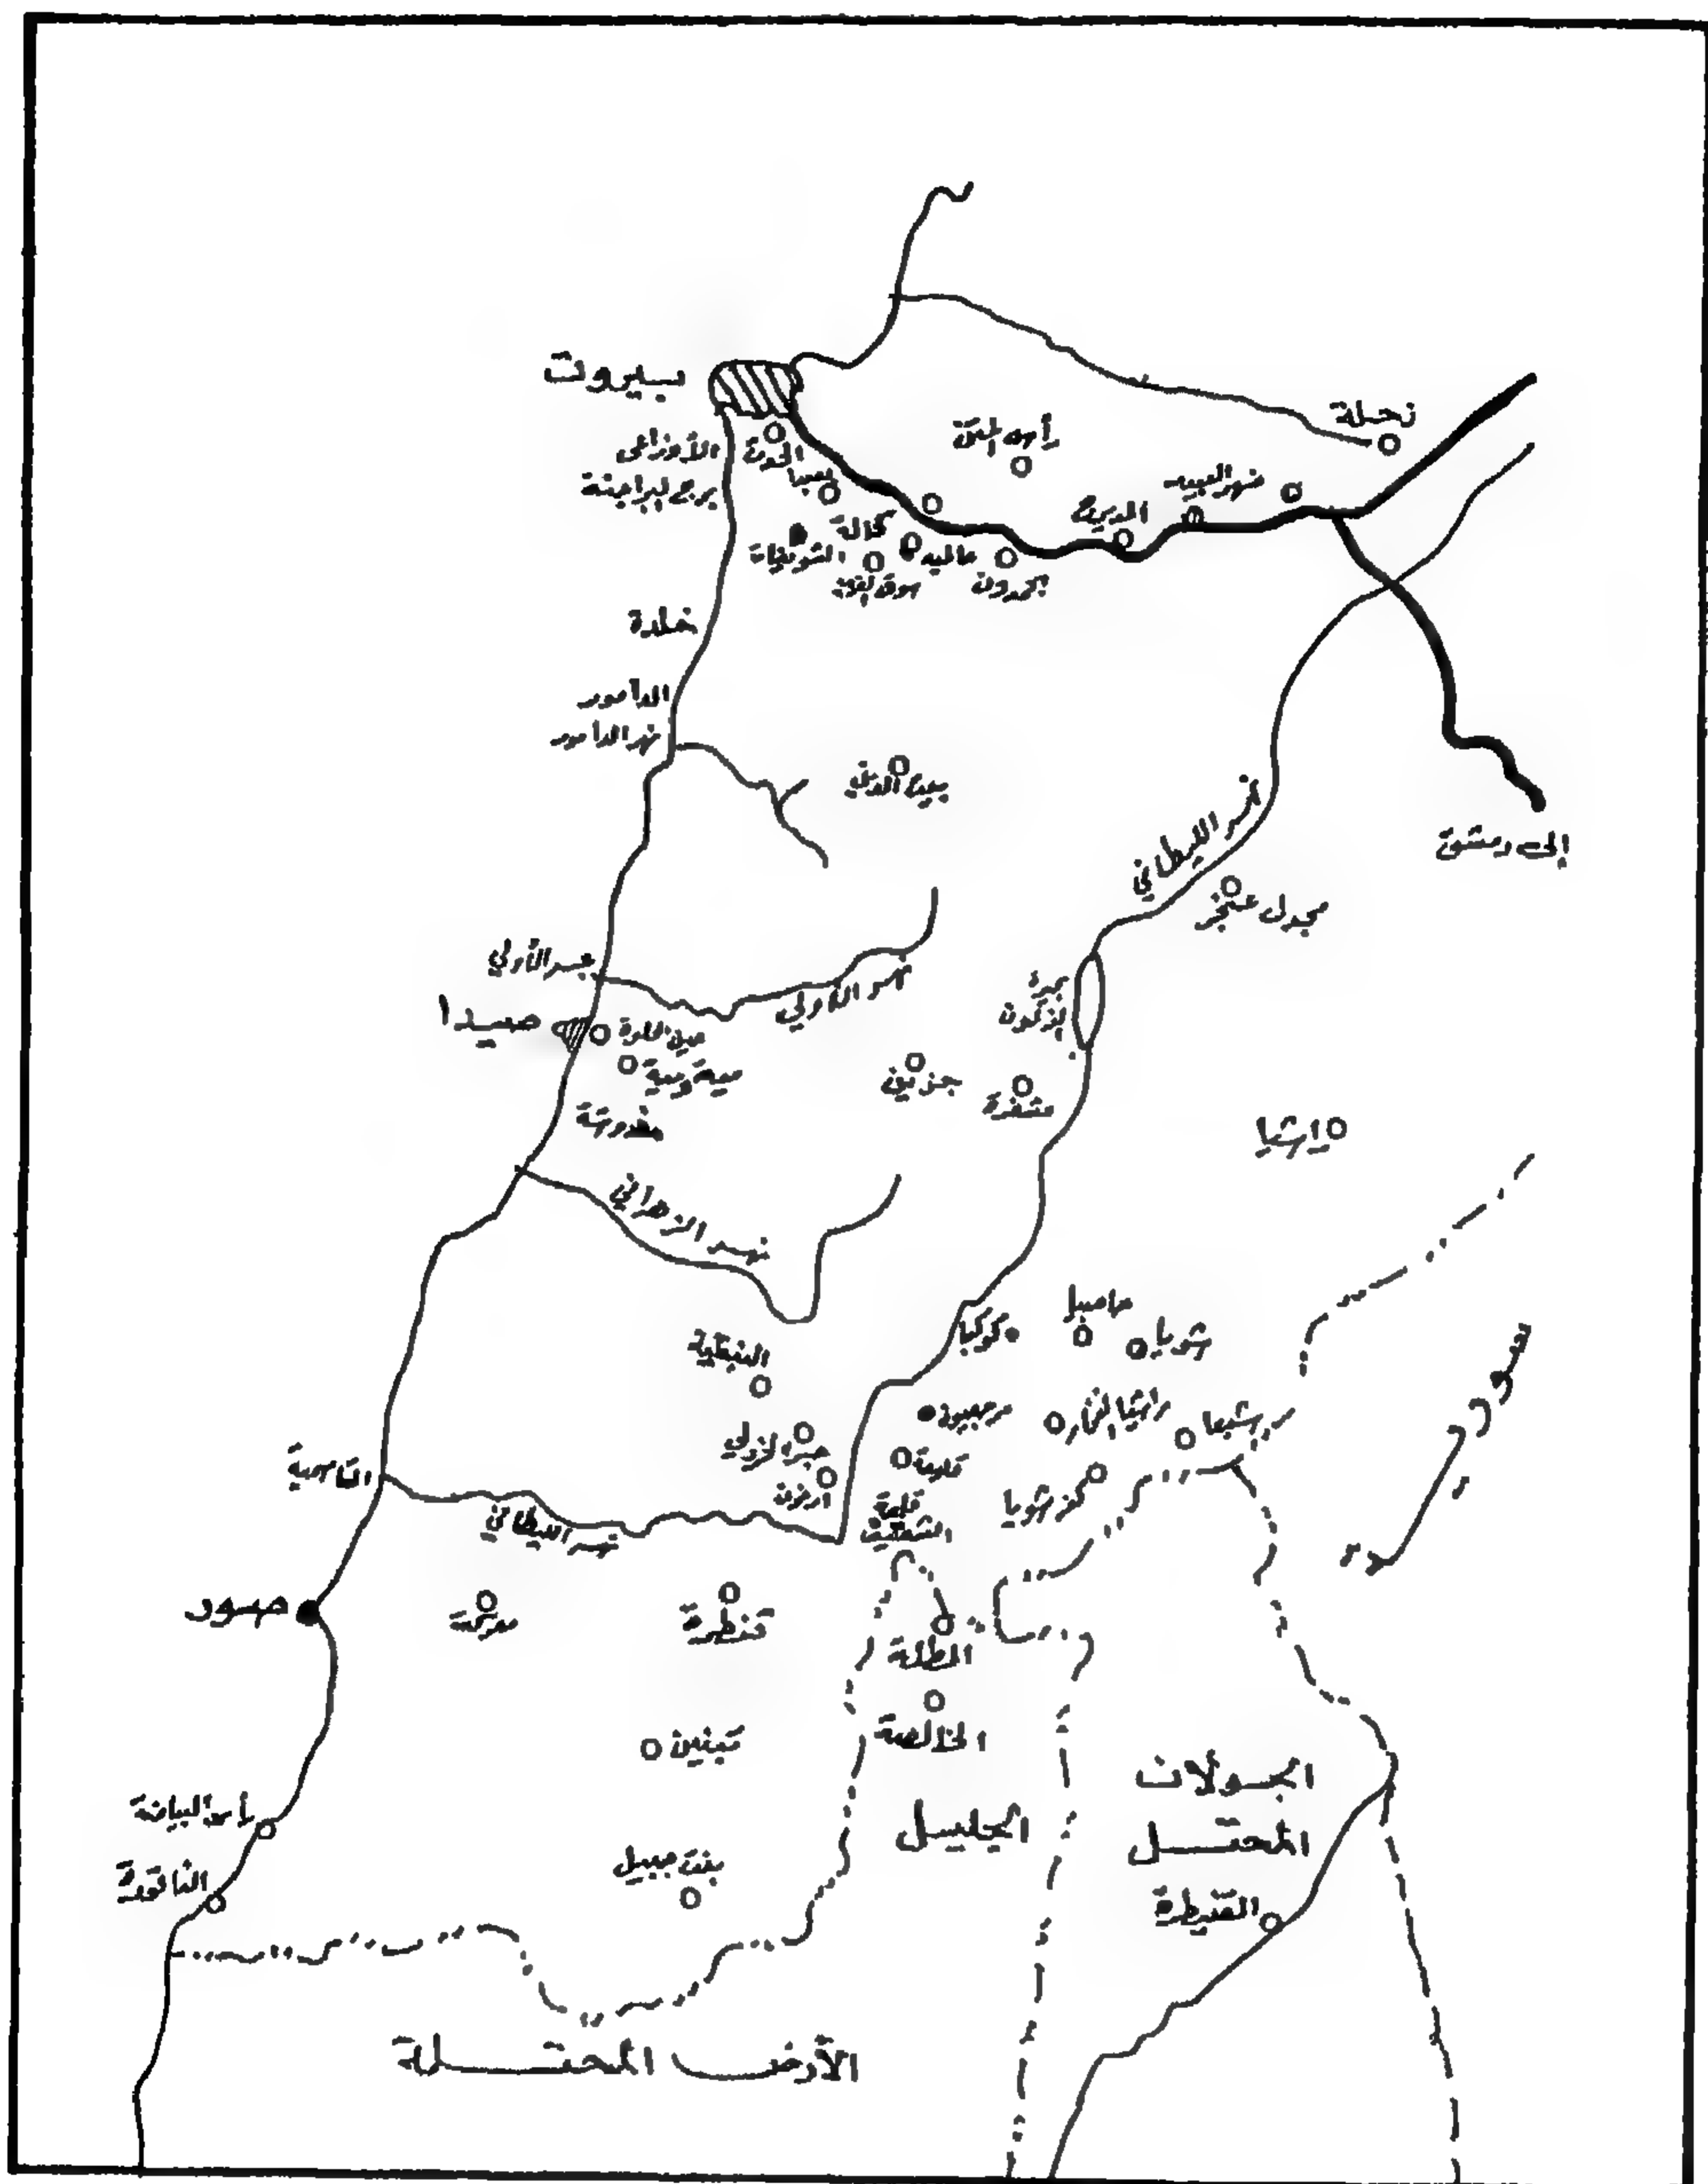 بيروت
زحلة
رأس المتن
الأوزاعي
الحدث
برج البراجنة
بعبدا
ضهر البيدر
المديرج
كحالة
عاليه
الشويفات
بحمدون
خلدة
الدامور
نهر الدامور
بيت الدين
نهر الليطاني
إلى دمشق
مجدل عنجر
جسر الأولي
نهر الأولي
بحيرة
القرعون
صيدا
عين الحلوة
مية ومية
جزين
مشغرة
مغدوشة
راشيا
نهر الزهراني
حاصبيا
كوكبا
شويا
النبطية
مرجعيون
راشيا الفخار
شبعا
جسر الخردلي
قليعة
أرنون
القاسمية
كفرشوبا
قلعة
الشقيف
نهر الليطاني
سوريا
صور
معركة
قنطرة
المطلة
تبنين
الخالصة
الجولان
المحتل
رأس البياضة
الجليل
بنت جبيل
الناقورة
القنيطرة
الأرض المحتلة